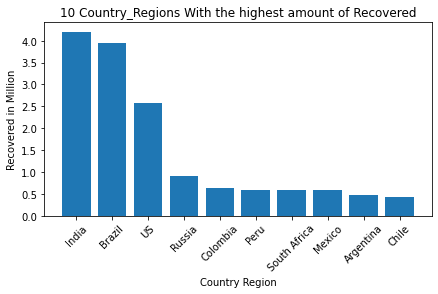 10 Country_Regions With the highest amount of Recovered
Recovered in Million
4.0
3.5
3.0
2.5
2.0
1.5
1.0
0.5
0.0
India
Brazil
US
Russia
Colombia
Peru
South Africa
Mexico
Argentina
Chile
Country Region